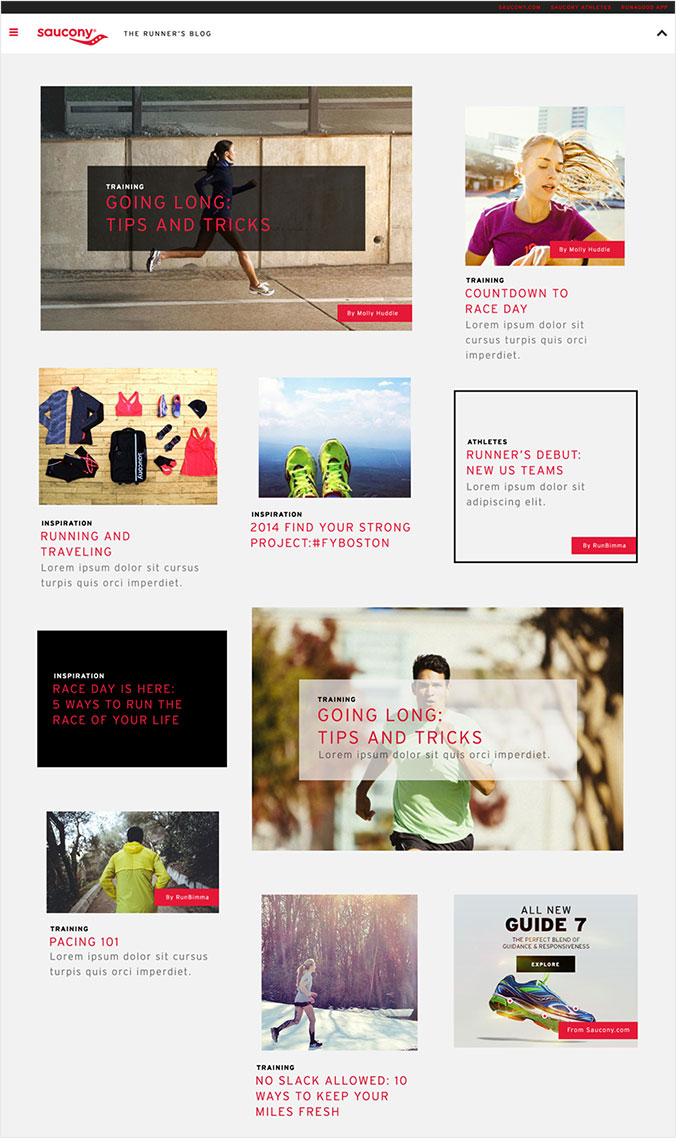 SAUCONY.COM SAUCONY ATHLETES RUN4GOOD APP
saucony® THE RUNNER'S BLOG
TRAINING
GOING LONG:
TIPS AND TRICKS
By Molly Huddle
By Molly Huddle
TRAINING
COUNTDOWN TO
RACE DAY
Lorem ipsum dolor sit
cursus turpis quis orci
imperdiet.
saucony
INSPIRATION
RUNNING AND
TRAVELING
Lorem ipsum dolor quis cursus
turpis quis orci imperdiet.
INSPIRATION
2014 FIND YOUR STRONG
PROJECT:#FYBOSTON
ATHLETES
RUNNER'S DEBUT:
NEW US TEAMS
Lorem ipsum dolor sit
adipiscing elit.
By RunBimma
INSPIRATION
RACE DAY IS HERE:
5 WAYS TO RUN THE
RACE OF YOUR LIFE
TRAINING
GOING LONG:
TIPS AND TRICKS
Lorem ipsum dolor sit quis cursus orci imperdiet.
By RunBimma
TRAINING
PACING 101
Lorem ipsum dolor quis cursus
turpis quis orci imperdiet.
TRAINING
NO SLACK ALLOWED: 10
WAYS TO KEEP YOUR
MILES FRESH
ALL NEW
GUIDE 7
THE PERFECT BLEND OF
GUIDANCE & RESPONSIVENESS
EXPLORE
From Saucony.com